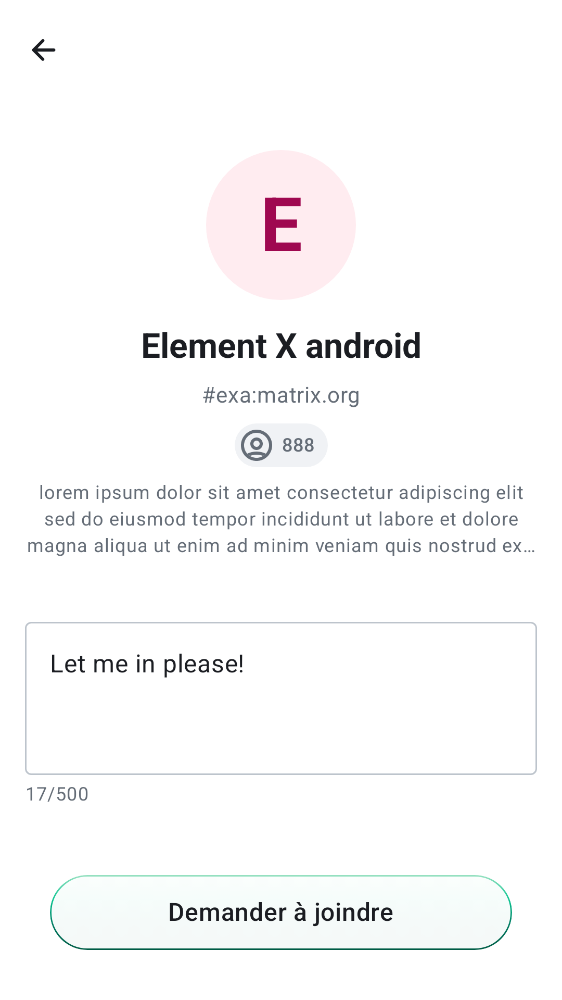 E
Element X android
#exa:matrix.org
888
lorem ipsum dolor sit amet consectetur adipiscing elit
sed do eiusmod tempor incididunt ut labore et dolore
magna aliqua ut enim ad minim veniam quis nostrud ex…
Let me in please!
17/500
Demander à joindre